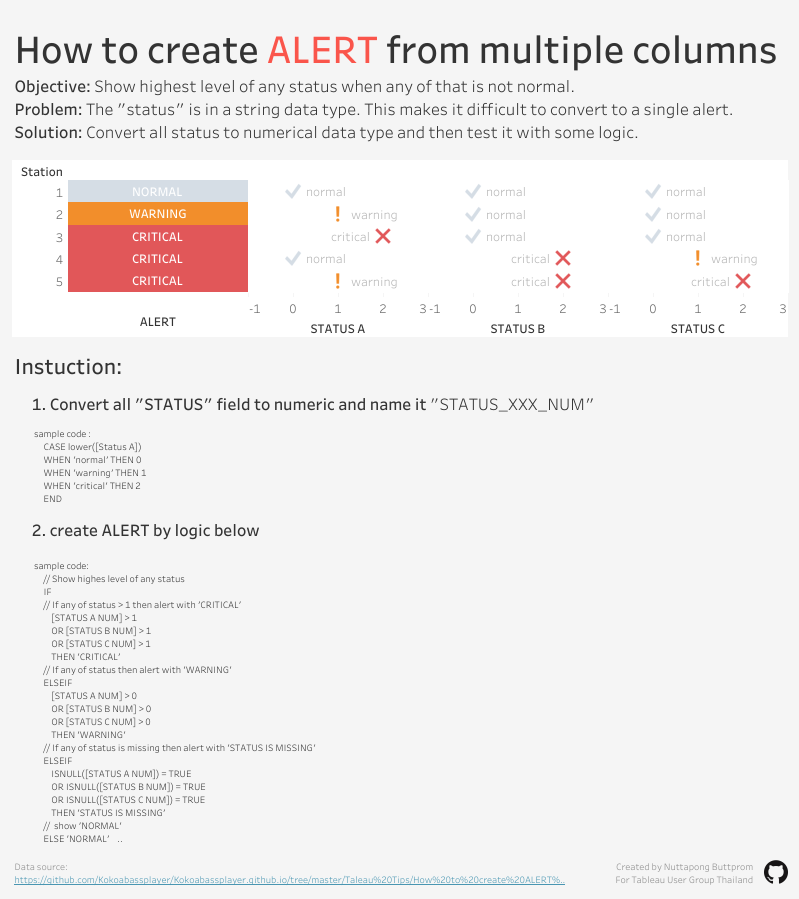 How to create ALERT from multiple columns
Objective: Show highest level of any status when any of that is not normal.
Problem: The "status" is in a string data type. This makes it difficult to convert to a single alert.
Solution: Convert all status to numerical data type and then test it with some logic.
Station
1 NORMAL normal normal normal
2 WARNING warning normal normal
3 CRITICAL critical normal normal
4 CRITICAL normal critical warning
5 CRITICAL warning critical critical
-1 0 1 2 3 -1 0 1 2 3 -1 0 1 2 3
ALERT STATUS A STATUS B STATUS C
Instuction:
1. Convert all "STATUS" field to numeric and name it "STATUS_XXX_NUM"
sample code :
CASE lower([Status A])
WHEN 'normal' THEN 0
WHEN 'warning' THEN 1
WHEN 'critical' THEN 2
END
2. create ALERT by logic below
sample code:
// Show highes level of any status
IF
// If any of status > 1 then alert with 'CRITICAL'
[STATUS A NUM] > 1
OR [STATUS B NUM] > 1
OR [STATUS C NUM] > 1
THEN 'CRITICAL'
// If any of status then alert with 'WARNING'
ELSEIF
[STATUS A NUM] > 0
OR [STATUS B NUM] > 0
OR [STATUS C NUM] > 0
THEN 'WARNING'
// If any of status is missing then alert with 'STATUS IS MISSING'
ELSEIF
ISNULL([STATUS A NUM]) = TRUE
OR ISNULL([STATUS B NUM]) = TRUE
OR ISNULL([STATUS C NUM]) = TRUE
THEN 'STATUS IS MISSING'
// show 'NORMAL'
ELSE 'NORMAL' ..
Data source:
https://github.com/Kokoabassplayer/Kokoabassplayer.github.io/tree/master/Taleau%20Tips/How%20to%20create%20ALERT%..
Created by Nuttapong Buttprom
For Tableau User Group Thailand